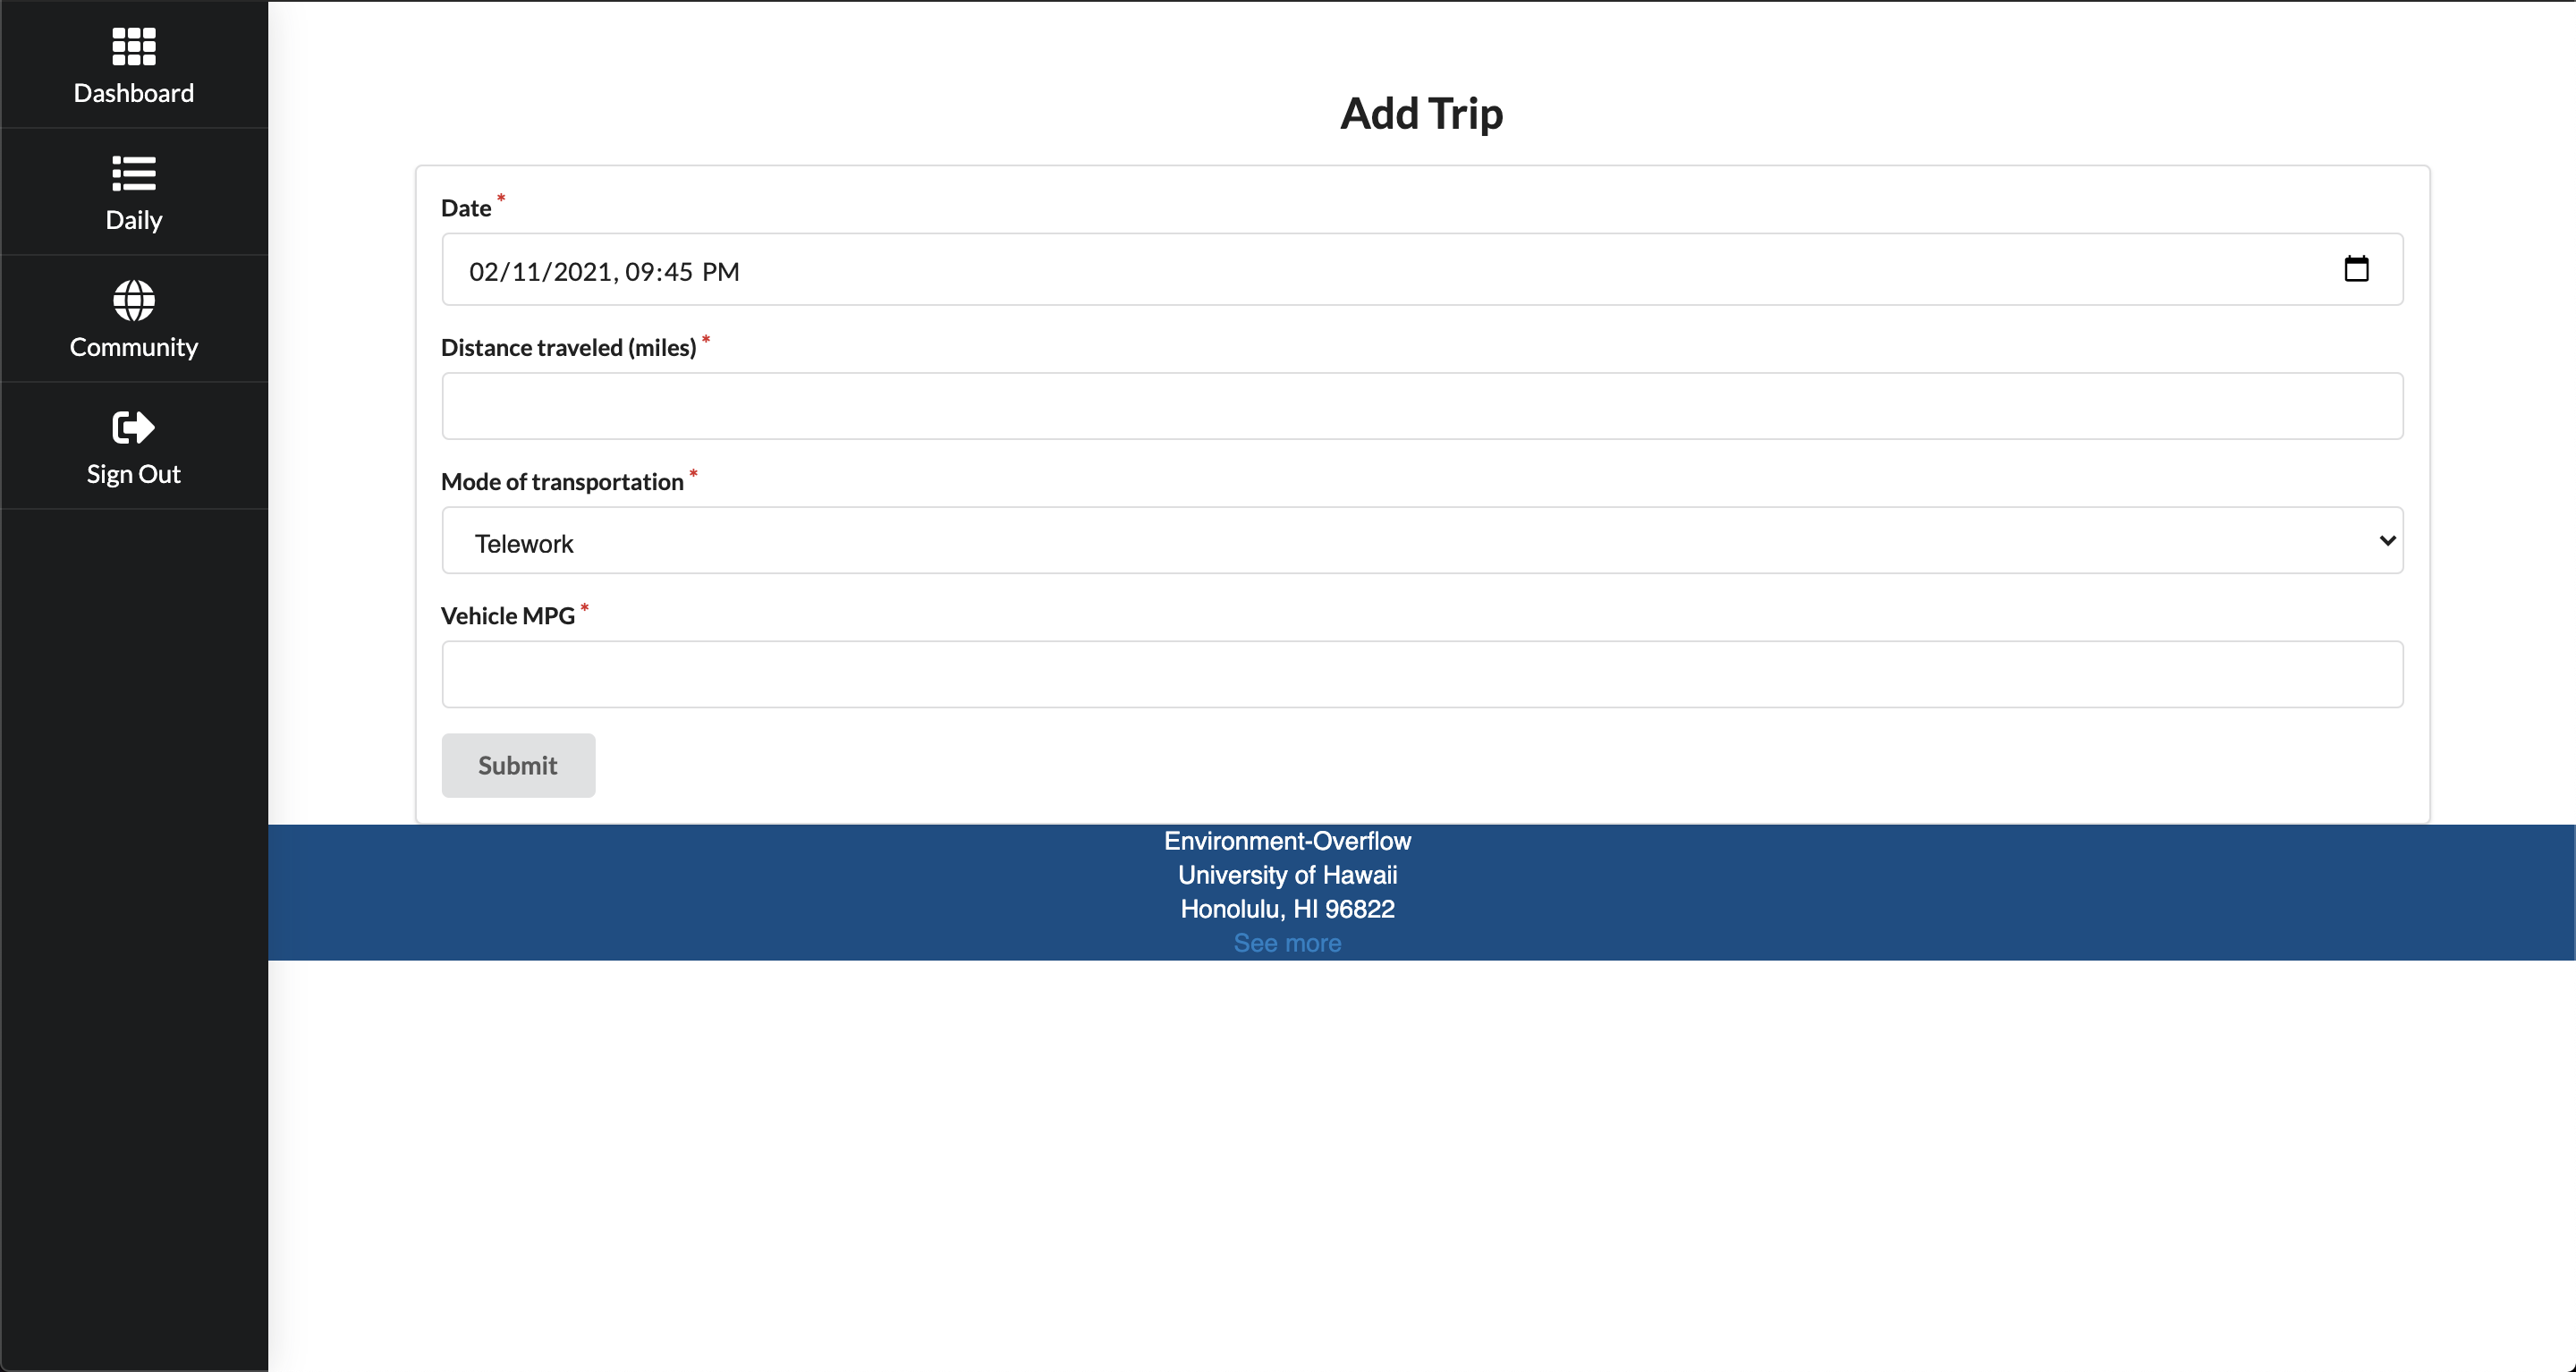 Dashboard
Daily
Community
Sign Out
Add Trip
Date *
02/11/2021, 09:45 PM
Distance traveled (miles) *
Mode of transportation *
Telework
Vehicle MPG *
Submit
Environment-Overflow
University of Hawaii
Honolulu, HI 96822
See more